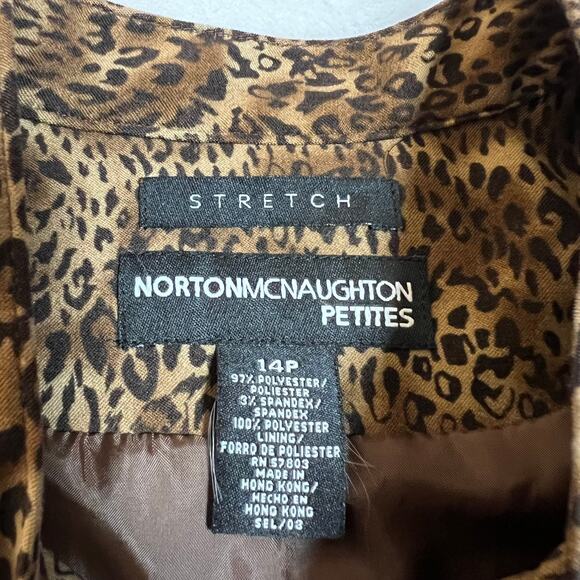 STRETCH
NORTONMCNAUGHTON
PETITES
14P
97% POLYESTER/
POLIESTER
3% SPANDEX/
SPANDEX
100% POLYESTER
LINING/
FORRO DE POLIESTER
RN 57803
MADE IN
HONG KONG/
HECHO EN
HONG KONG
SEL/08